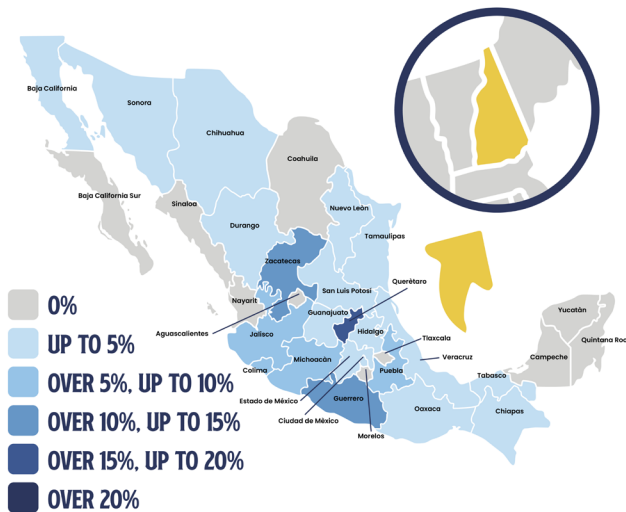 Baja California
Sonora
Chihuahua
Coahuila
Baja California Sur
Sinaloa
Nuevo León
Durango
Tamaulipas
Zacatecas
San Luis Potosí
Querétaro
Nayarit
Guanajuato
Aguascalientes
Jalisco
Hidalgo
Tlaxcala
Veracruz
Michoacàn
Colima
Puebla
Estado de México
Guerrero
Ciudad de México
Morelos
Oaxaca
Tabasco
Chiapas
Yucatàn
Quintana Roo
Campeche
0%
UP TO 5%
OVER 5%, UP TO 10%
OVER 10%, UP TO 15%
OVER 15%, UP TO 20%
OVER 20%